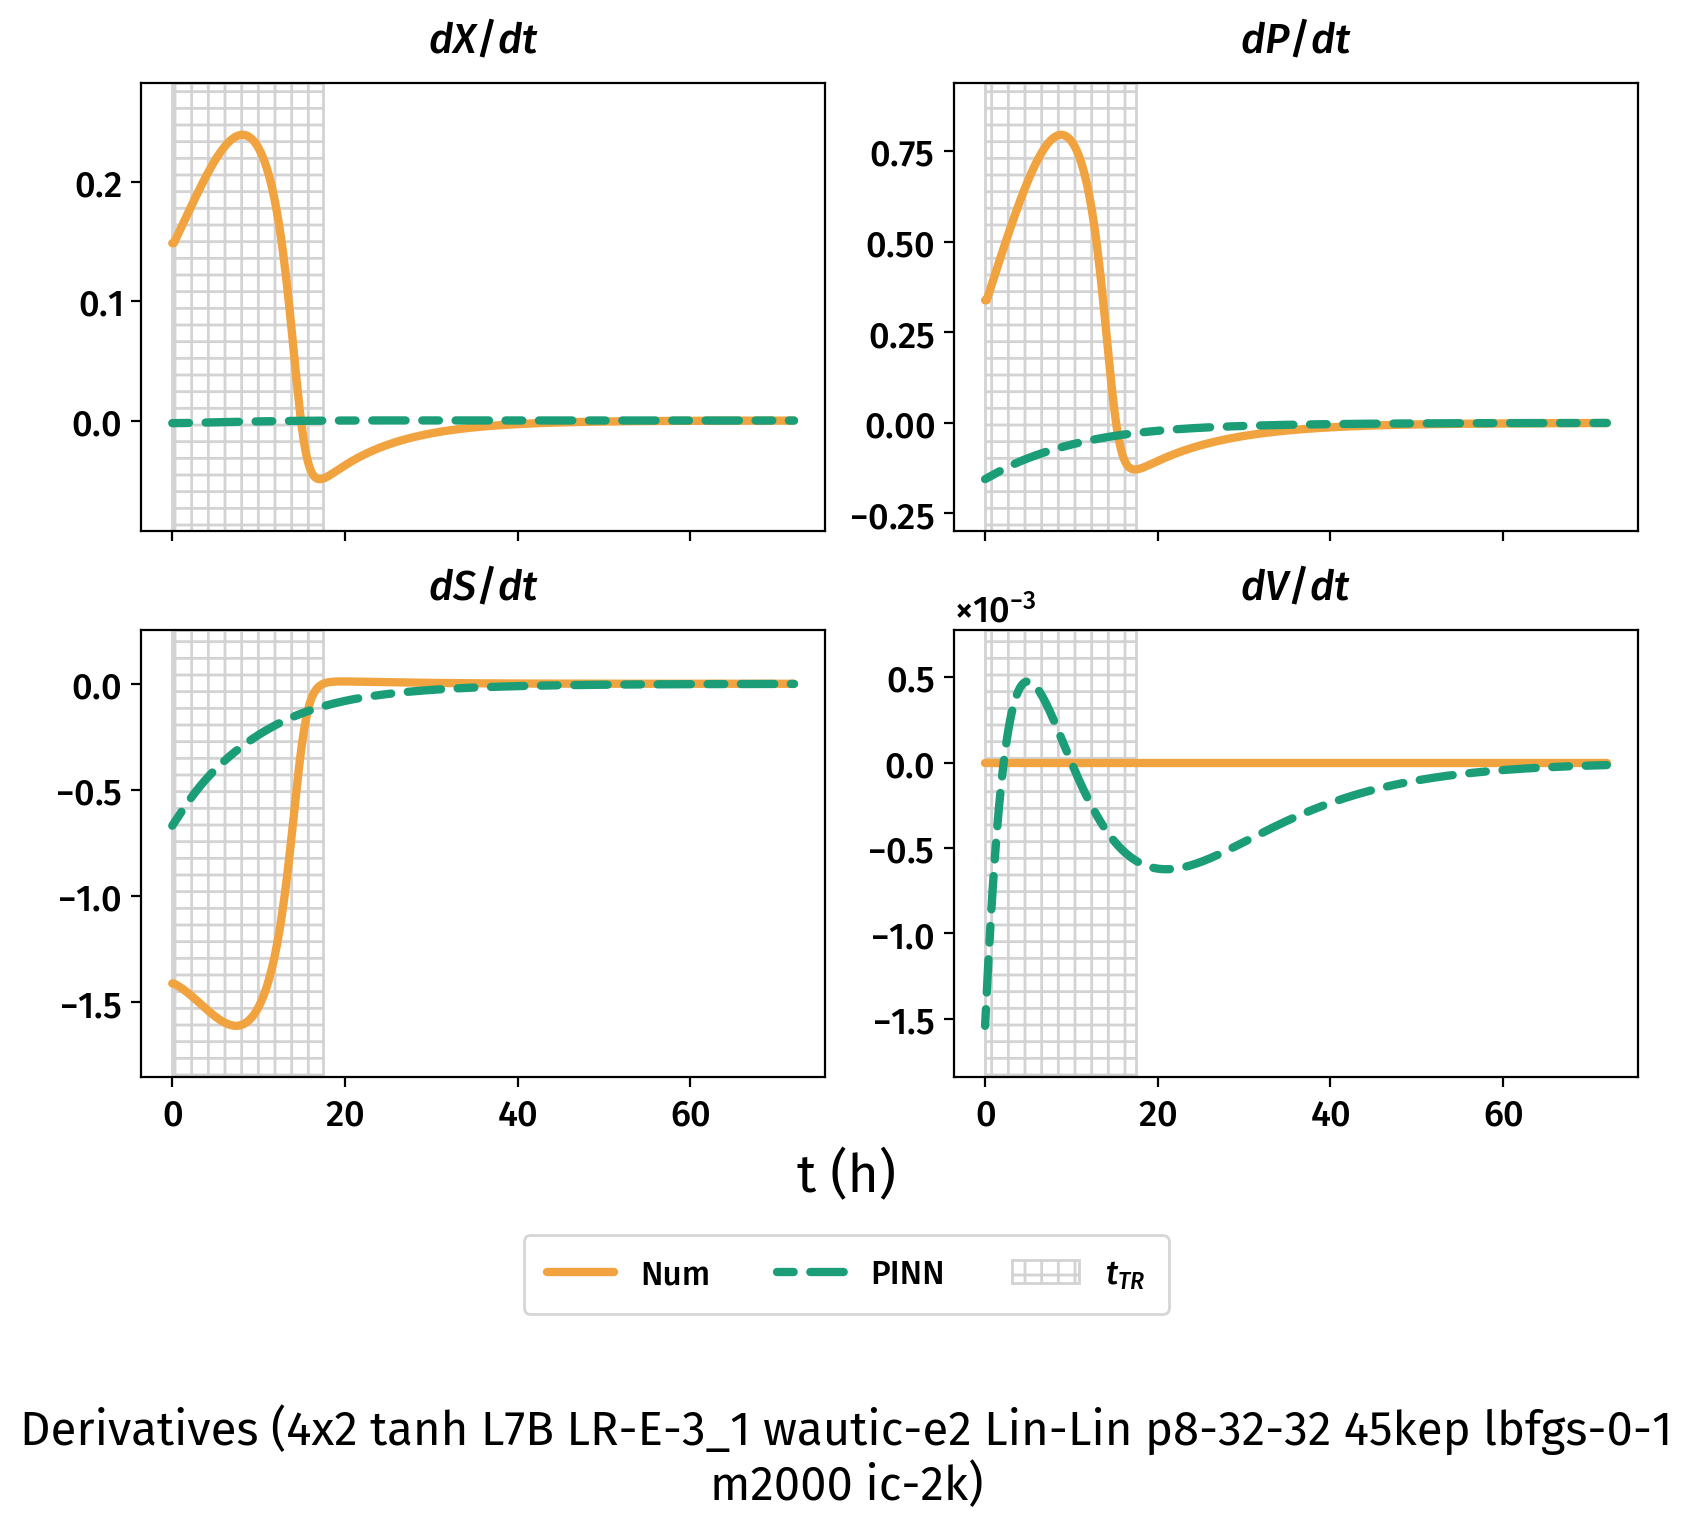 dX/dt
dP/dt
0.2
0.1
0.0
0.75
0.50
0.25
0.00
−0.25
dS/dt
dV/dt
×10⁻³
0.0
−0.5
−1.0
−1.5
0.5
0.0
−0.5
−1.0
−1.5
0 20 40 60
0 20 40 60
t (h)
Num PINN t_TR
Derivatives (4x2 tanh L7B LR-E-3_1 wautic-e2 Lin-Lin p8-32-32 45kep lbfgs-0-1
m2000 ic-2k)